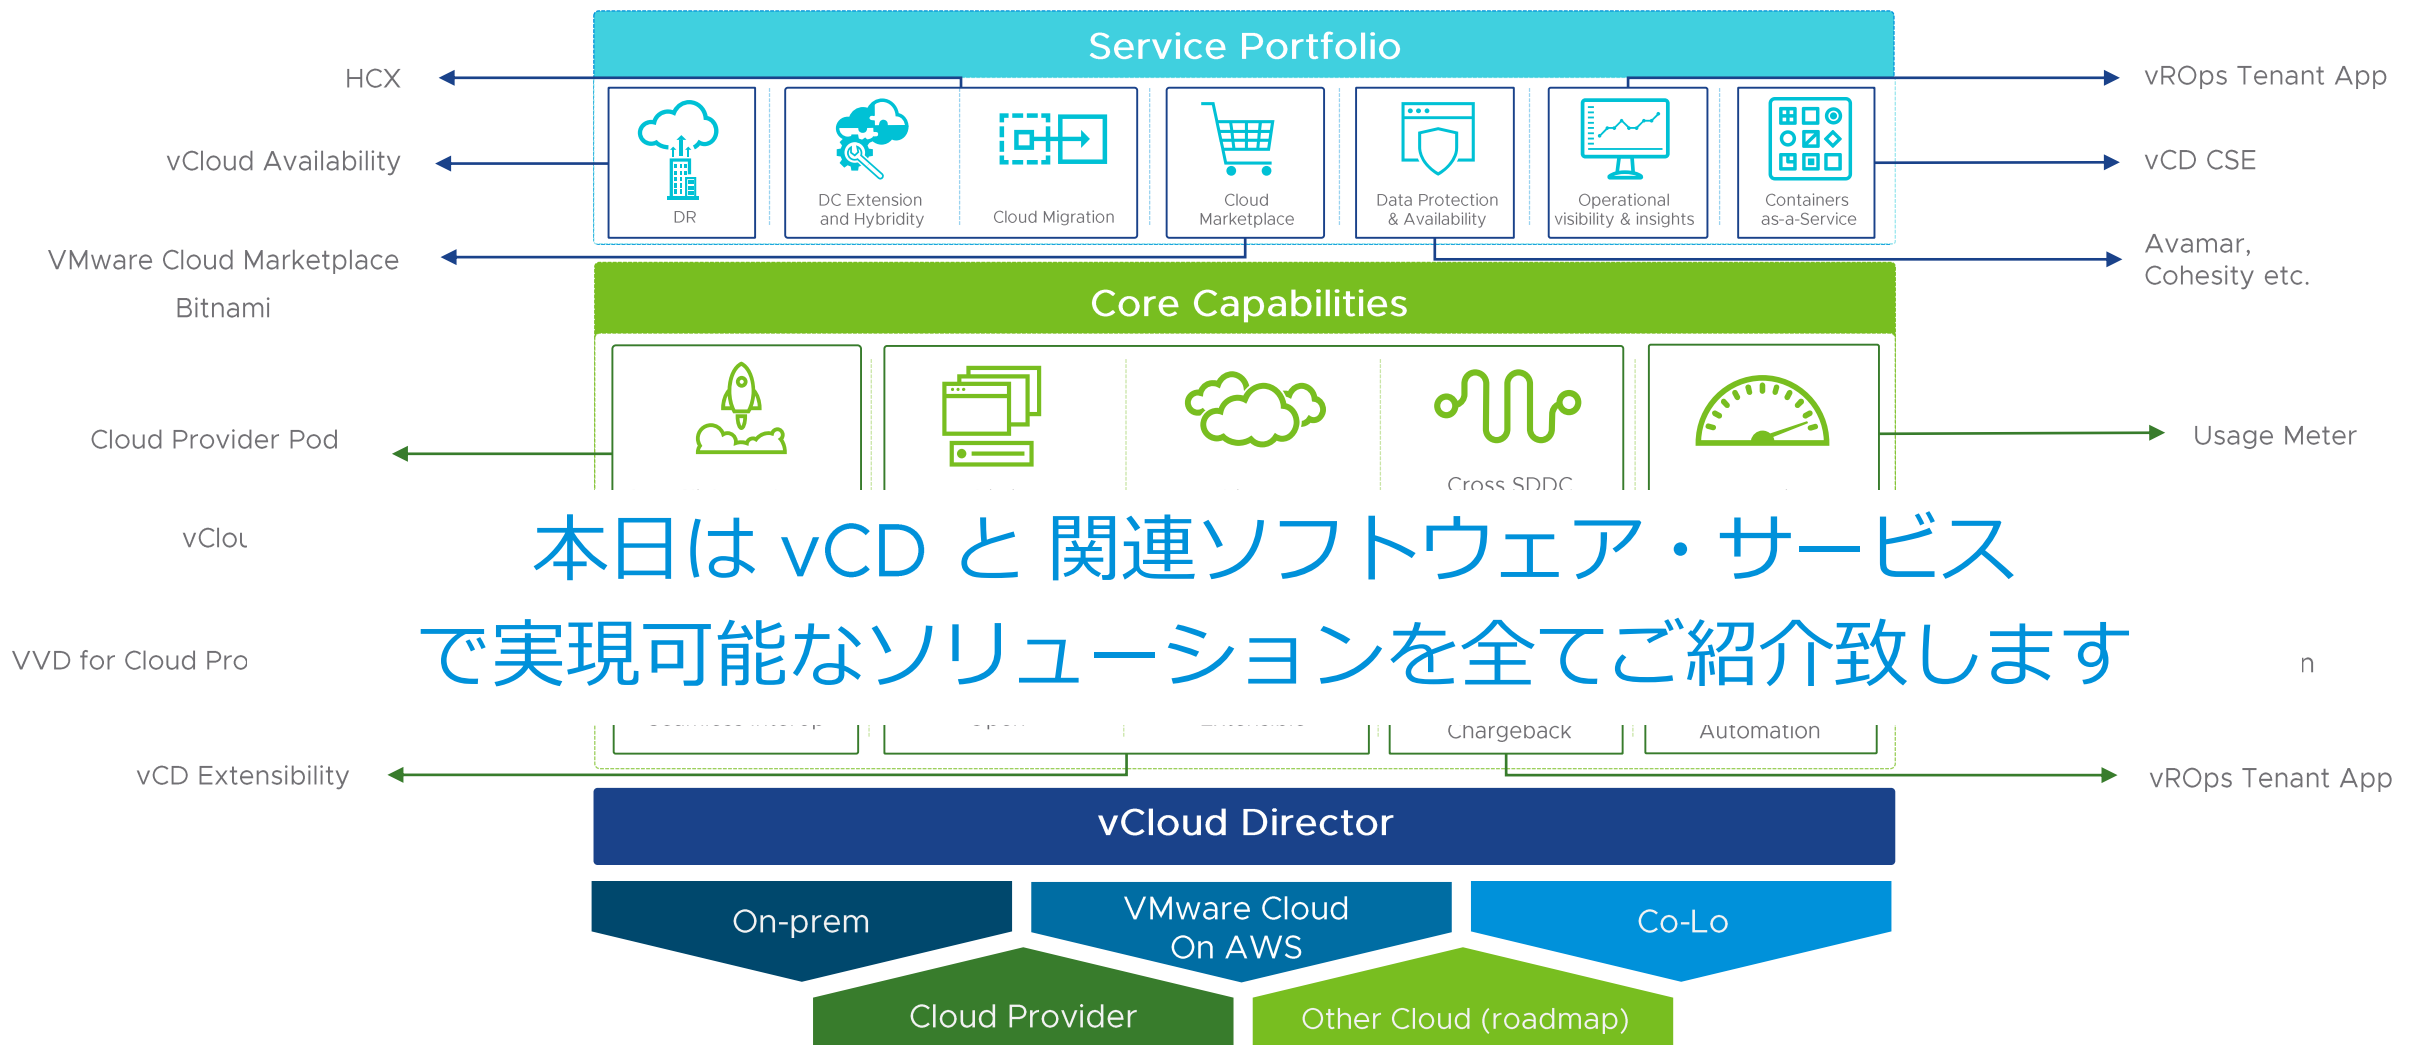 Service Portfolio
HCX
vROps Tenant App
vCloud Availability
vCD CSE
DR
DC Extension
and Hybridity
Cloud Migration
Cloud
Marketplace
Data Protection
& Availability
Operational
visibility & insights
Containers
as-a-Service
VMware Cloud Marketplace
Bitnami
Avamar,
Cohesity etc.
Core Capabilities
Cloud Provider Pod
Usage Meter
Cross SDDC
vClou
本日は vCD と 関連ソフトウェア・サービス
で実現可能なソリューションを全てご紹介致します
VVD for Cloud Pro
n
Chargeback
Automation
vCD Extensibility
vROps Tenant App
vCloud Director
On-prem
VMware Cloud
On AWS
Co-Lo
Cloud Provider
Other Cloud (roadmap)